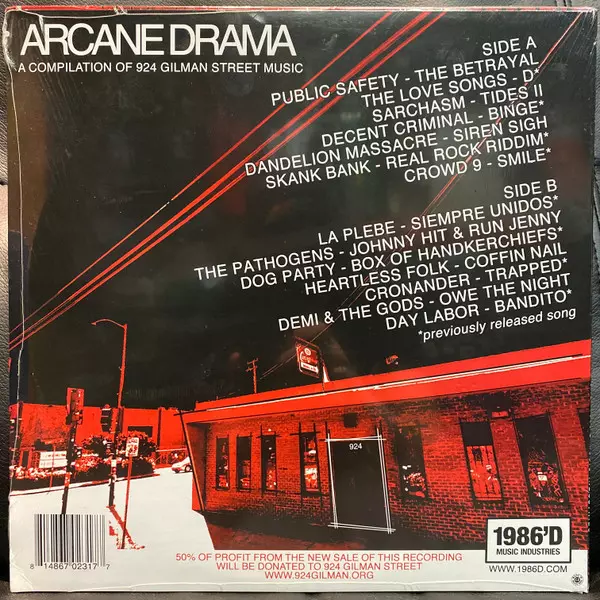 ARCANE DRAMA
A COMPILATION OF 924 GILMAN STREET MUSIC
SIDE A
PUBLIC SAFETY - THE BETRAYAL
THE LOVE SONGS - D*
SARCHASM - TIDES II
DECENT CRIMINAL - BINGE*
DANDELION MASSACRE - SIREN SIGH
SKANK BANK - REAL ROCK RIDDIM*
CROWD 9 - SMILE*
SIDE B
LA PLEBE - SIEMPRE UNIDOS*
THE PATHOGENS - JOHNNY HIT & RUN JENNY
DOG PARTY - BOX OF HANDKERCHIEFS*
HEARTLESS FOLK - COFFIN NAIL
CRONANDER - TRAPPED*
DEMI & THE GODS - OWE THE NIGHT
DAY LABOR - BANDITO*
*previously released song
924
8 14867 02317 7
50% OF PROFIT FROM THE NEW SALE OF THIS RECORDING
WILL BE DONATED TO 924 GILMAN STREET
WWW.924GILMAN.ORG
1986'D
MUSIC INDUSTRIES
WWW.1986D.COM